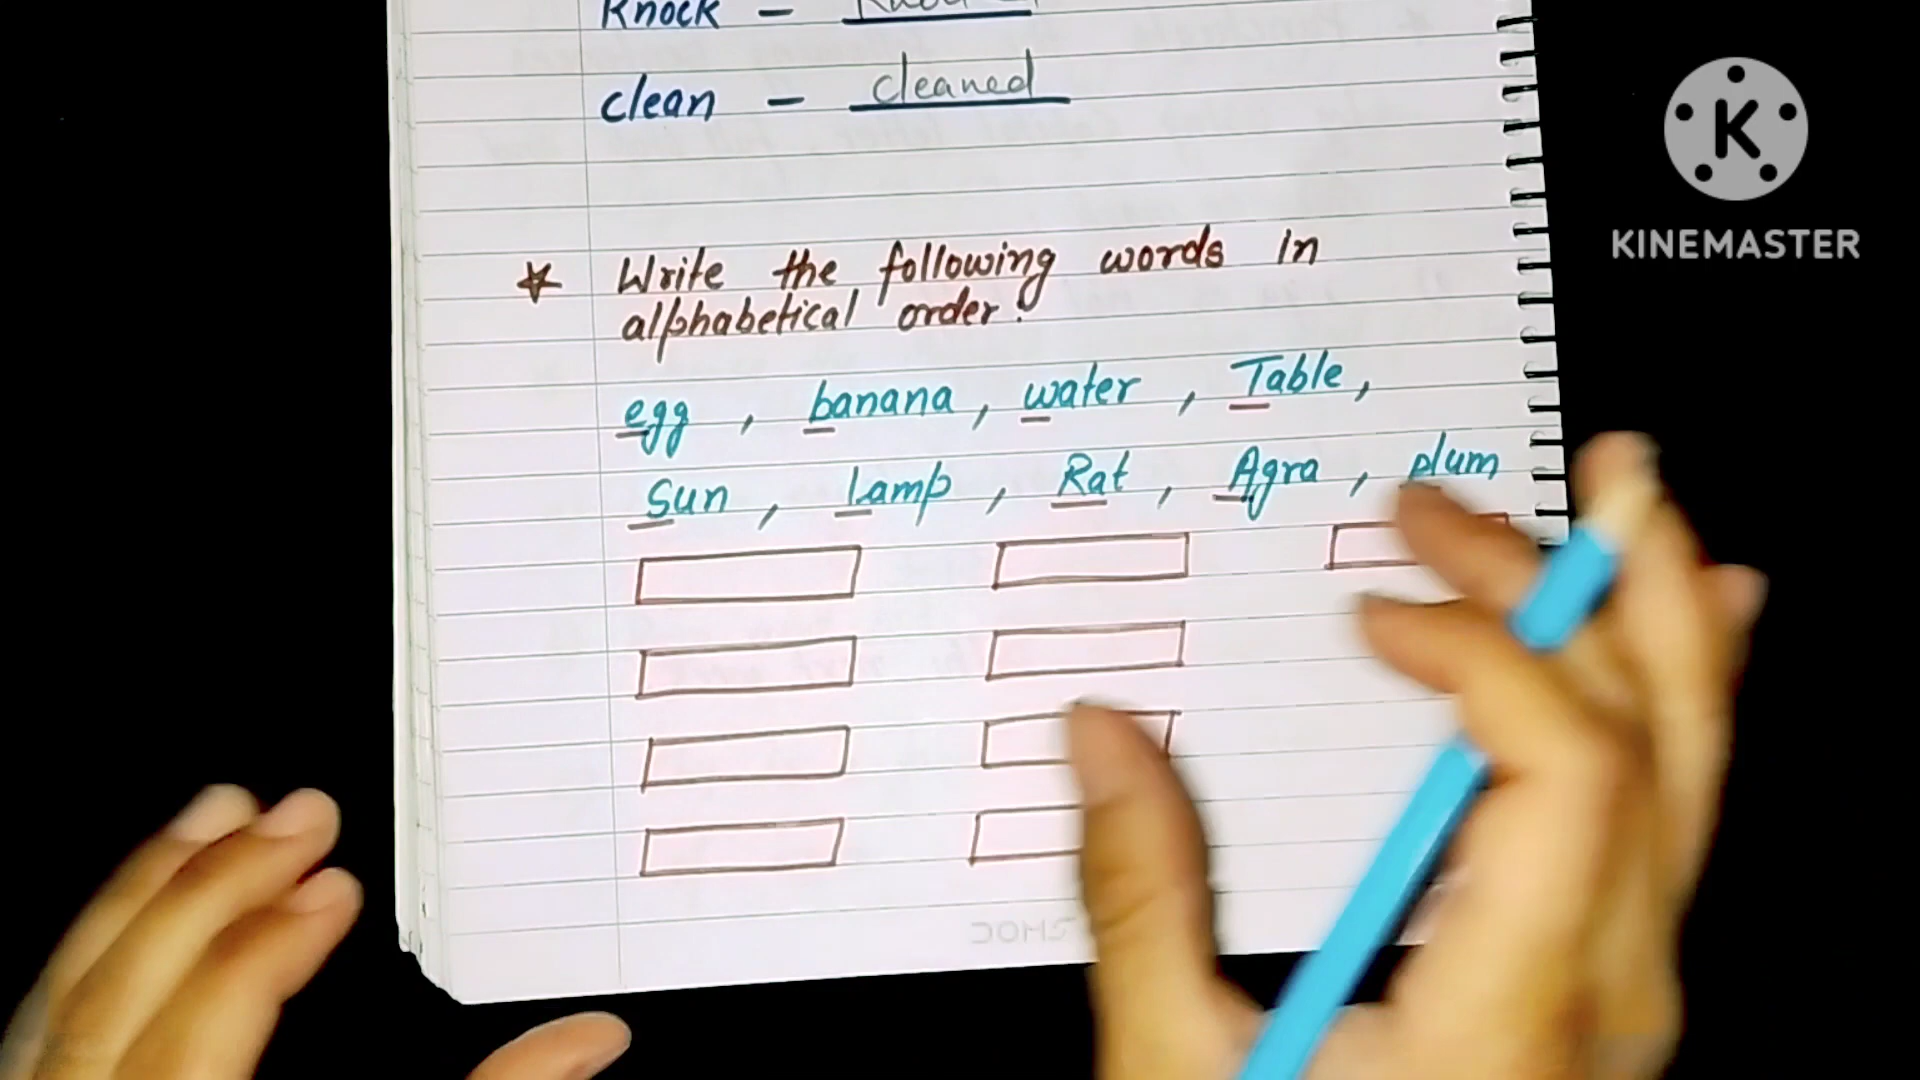 Knock –
clean – cleaned
Write the following words in
alphabetical order.
egg , banana , water , Table ,
Sun , lamp , Rat , Agra , plum
K
KINEMASTER